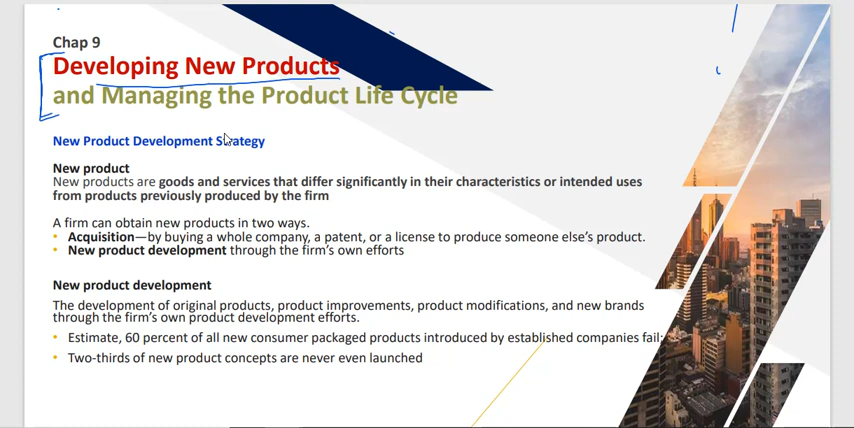 Chap 9
Developing New Products
and Managing the Product Life Cycle
New Product Development Strategy
New product
New products are goods and services that differ significantly in their characteristics or intended uses
from products previously produced by the firm
A firm can obtain new products in two ways.
• Acquisition—by buying a whole company, a patent, or a license to produce someone else's product.
• New product development through the firm's own efforts
New product development
The development of original products, product improvements, product modifications, and new brands
through the firm's own product development efforts.
• Estimate, 60 percent of all new consumer packaged products introduced by established companies fail;
• Two-thirds of new product concepts are never even launched